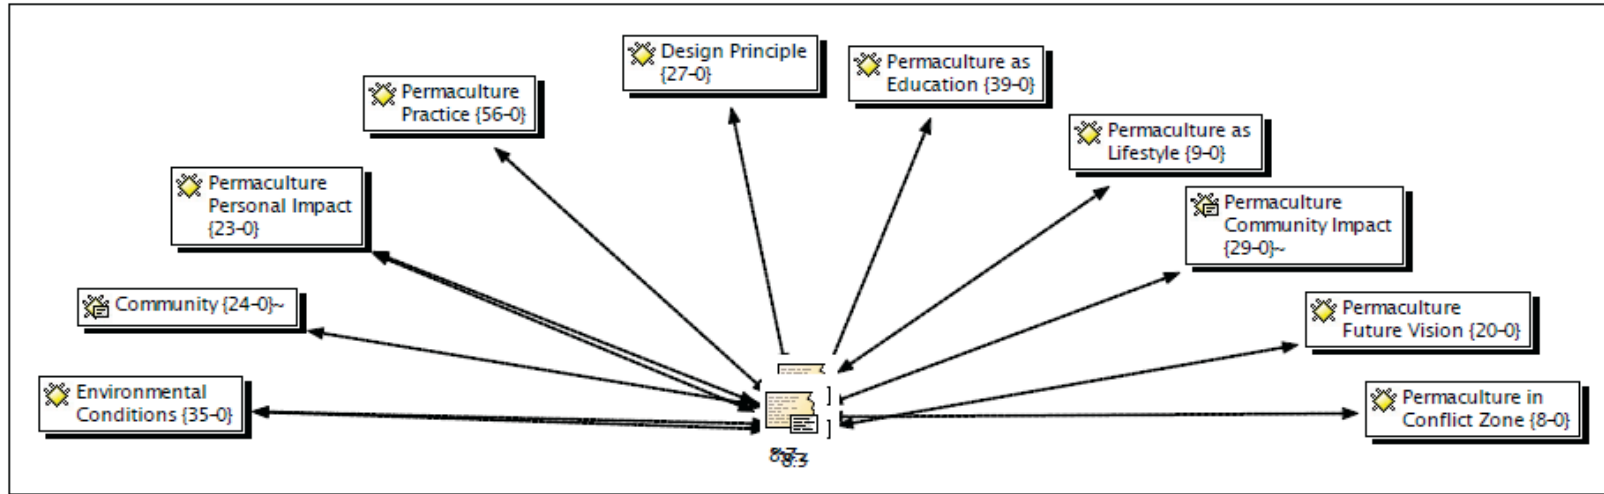 Design Principle
{27-0}
Permaculture as
Education {39-0}
Permaculture
Practice {56-0}
Permaculture as
Lifestyle {9-0}
Permaculture
Personal Impact
{23-0}
Permaculture
Community Impact
{29-0}~
Community {24-0}~
Permaculture
Future Vision {20-0}
Environmental
Conditions {35-0}
Permaculture in
Conflict Zone {8-0}